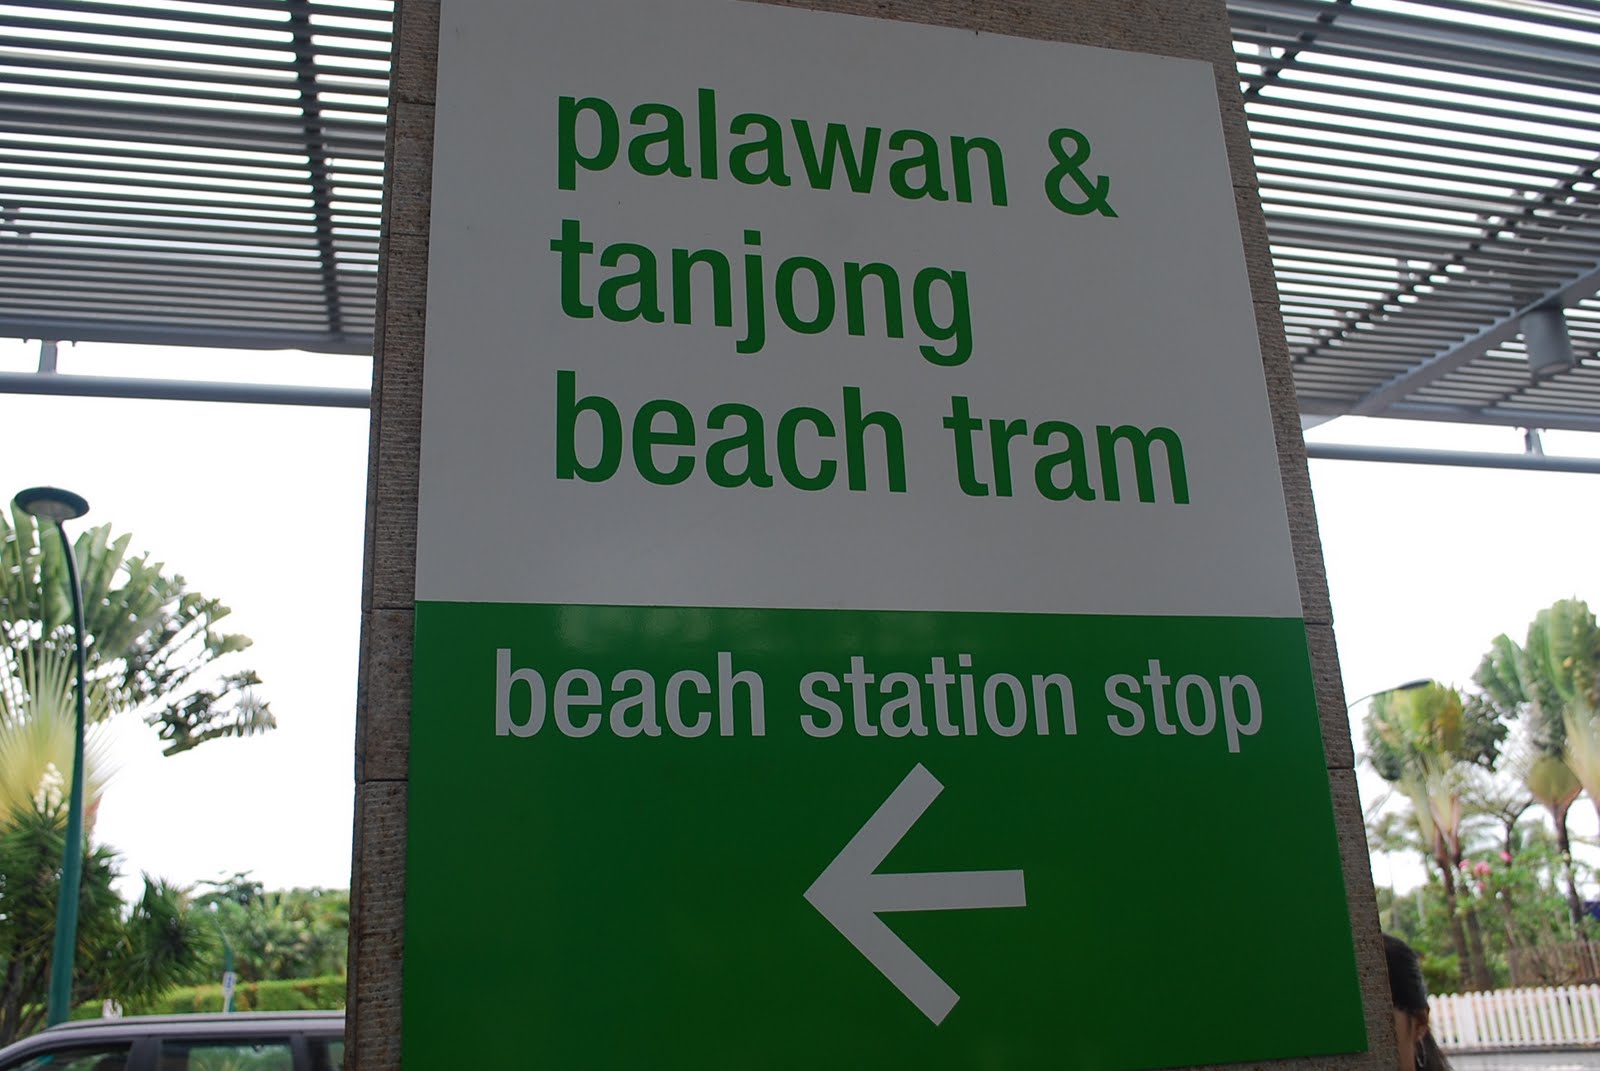 palawan &
tanjong
beach tram
beach station stop